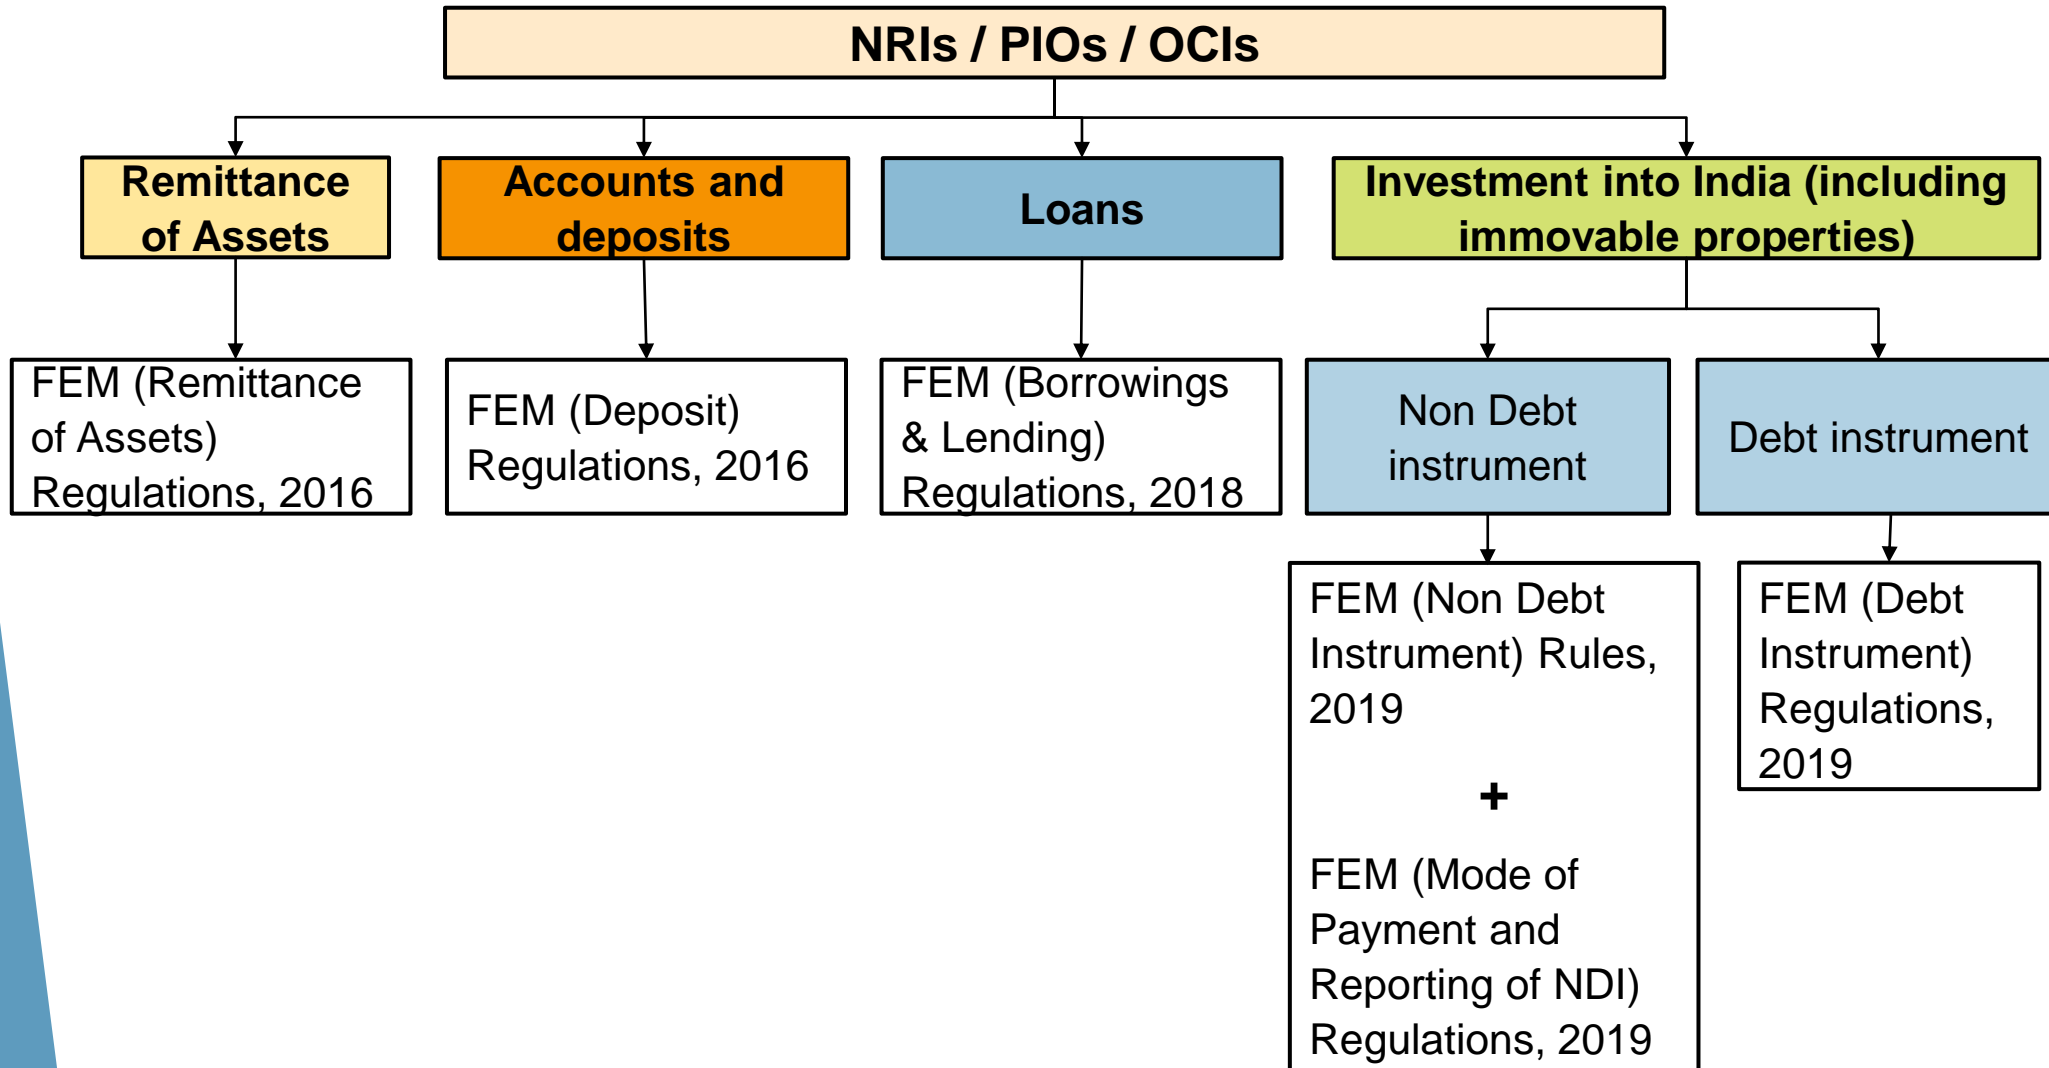 NRIs / PIOs / OCIs
Remittance
of Assets
Accounts and
deposits
Loans
Investment into India (including
immovable properties)
FEM (Remittance
of Assets)
Regulations, 2016
FEM (Deposit)
Regulations, 2016
FEM (Borrowings
& Lending)
Regulations, 2018
Non Debt
instrument
Debt instrument
FEM (Non Debt
Instrument) Rules,
2019
+
FEM (Mode of
Payment and
Reporting of NDI)
Regulations, 2019
FEM (Debt
Instrument)
Regulations,
2019